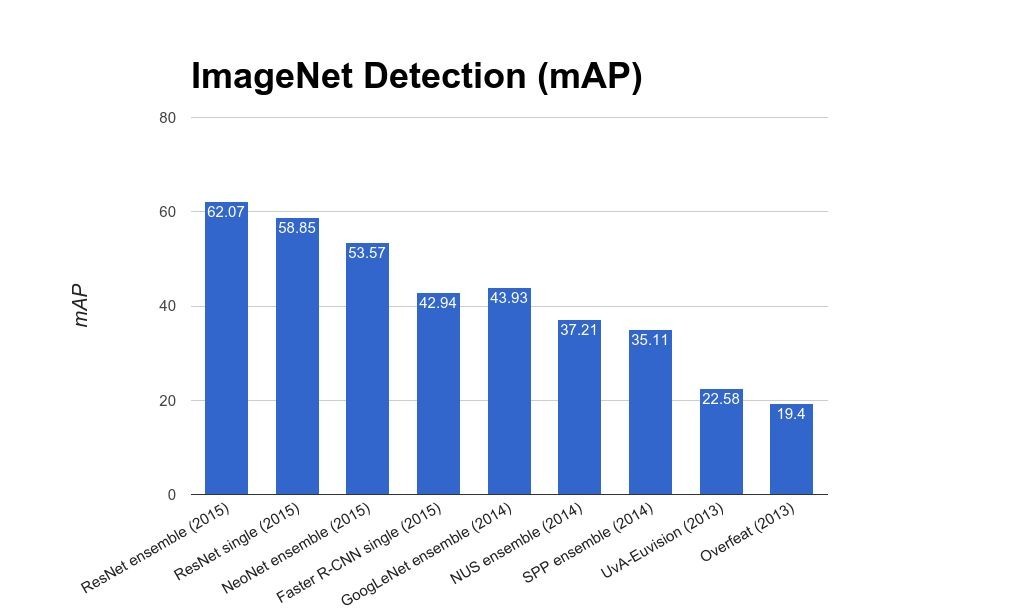 ImageNet Detection (mAP)
80
60
40
20
0
mAP
62.07
58.85
53.57
42.94
43.93
37.21
35.11
22.58
19.4
ResNet ensemble (2015)
ResNet single (2015)
NeoNet ensemble (2015)
Faster R-CNN single (2015)
GoogLeNet ensemble (2014)
NUS ensemble (2014)
SPP ensemble (2014)
UvA-Euvision (2013)
Overfeat (2013)